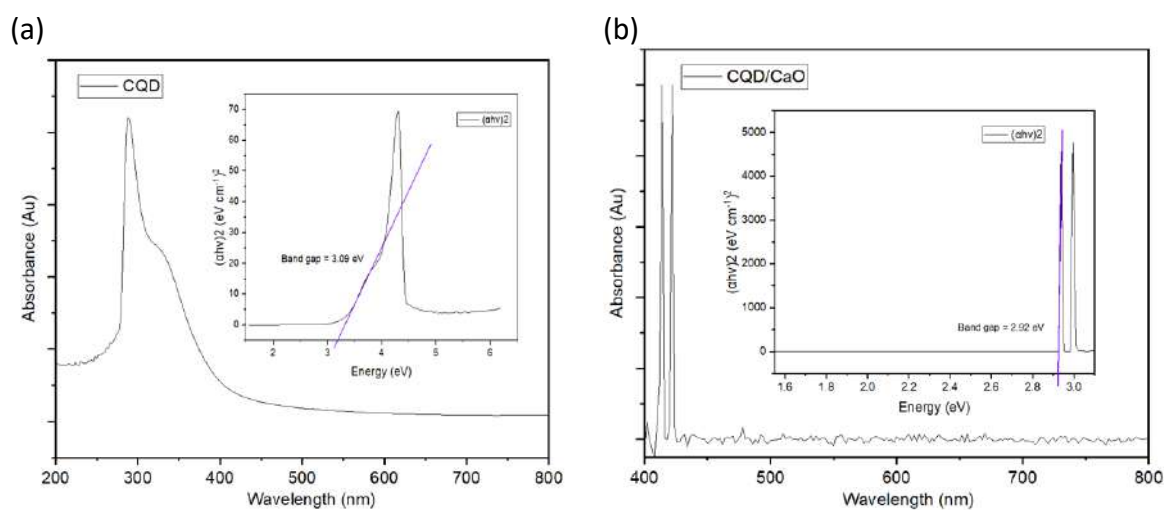 (a)
CQD
(αhv)2
(αhv)2 (eV cm⁻¹)²
70
60
50
40
30
20
10
0
Band gap = 3.09 eV
2 3 4 5 6
Energy (eV)
Absorbance (Au)
200 300 400 500 600 700 800
Wavelength (nm)
(b)
CQD/CaO
(αhv)2
(αhv)2 (eV cm⁻¹)²
5000
4000
3000
2000
1000
0
Band gap = 2.92 eV
1.6 1.8 2.0 2.2 2.4 2.6 2.8 3.0
Energy (eV)
Absorbance (Au)
400 500 600 700 800
Wavelength (nm)